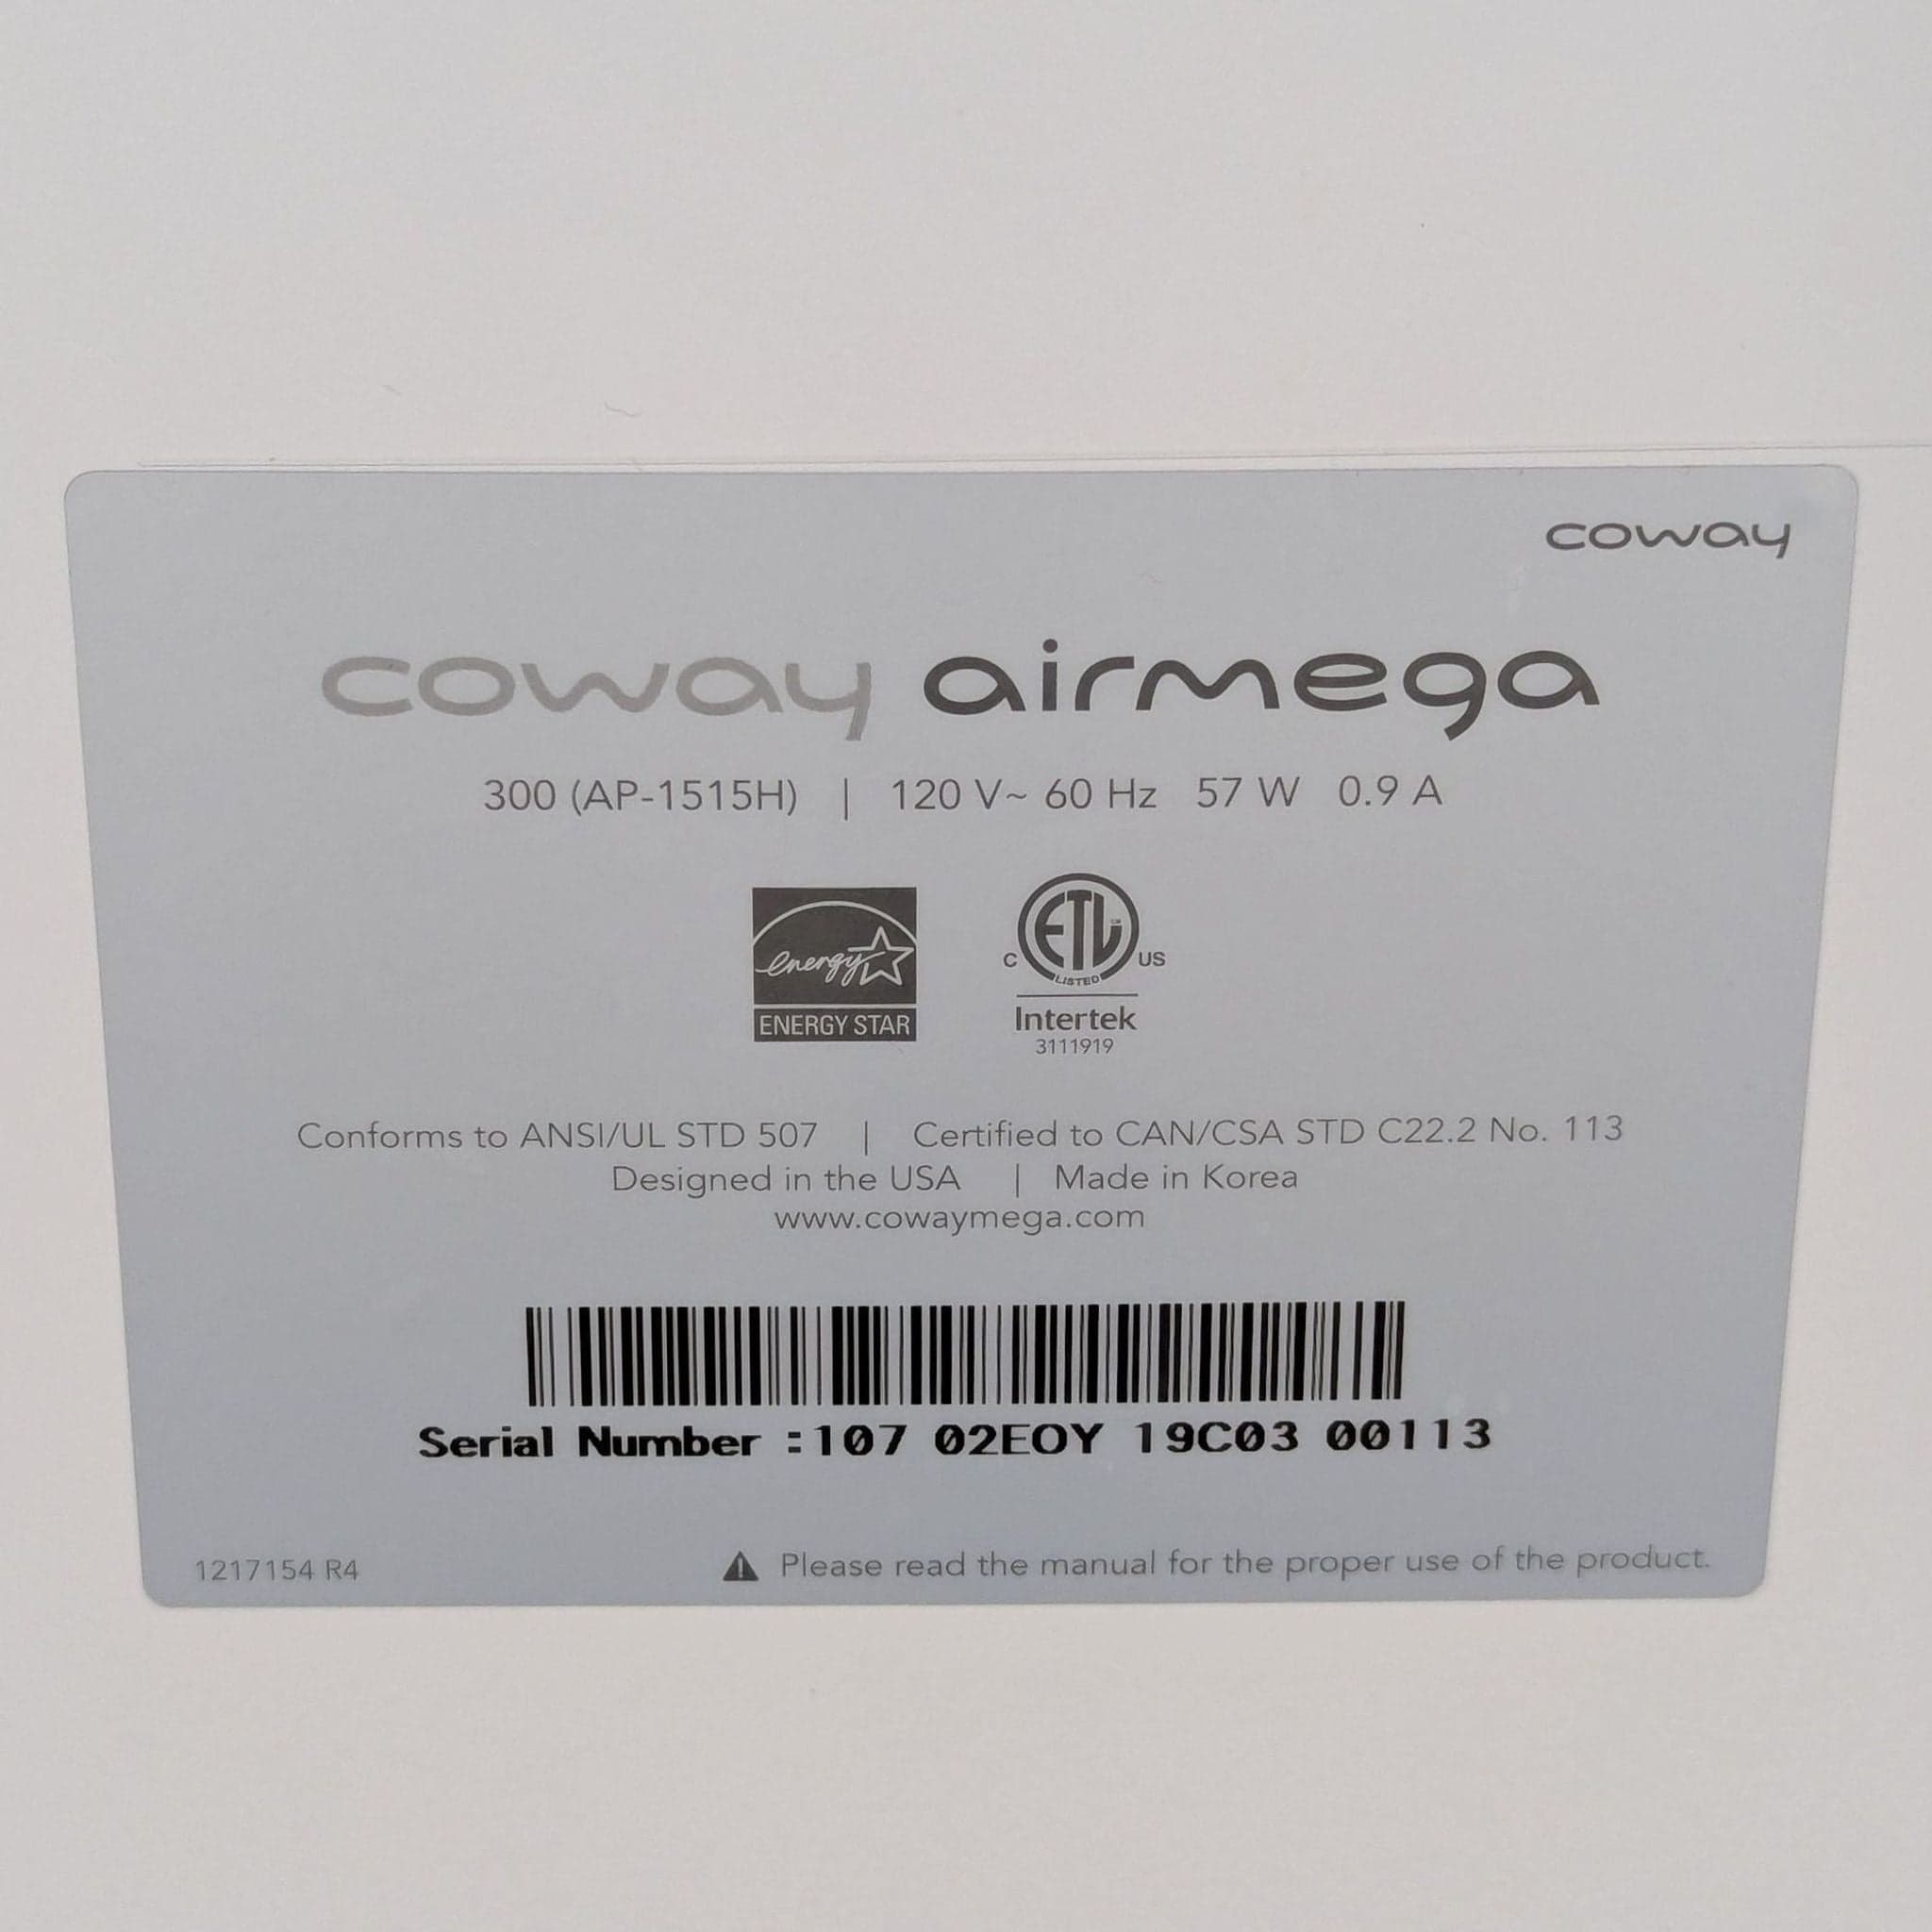 coway
coway airmega
300 (AP-1515H) | 120 V~ 60 Hz 57 W 0.9 A
energy
ENERGY STAR
C ETL US
LISTED
Intertek
3111919
Conforms to ANSI/UL STD 507 | Certified to CAN/CSA STD C22.2 No. 113
Designed in the USA | Made in Korea
www.cowaymega.com
Serial Number :107 02EOY 19C03 00113
1217154 R4
Please read the manual for the proper use of the product.